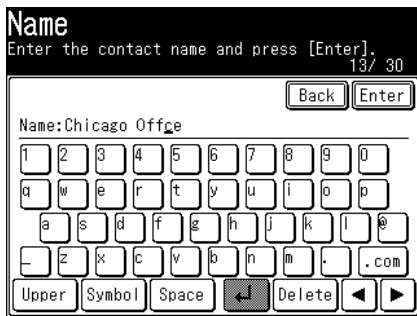 Name
Enter the contact name and press [Enter].
13/ 30
Back Enter
Name:Chicago Offce
1 2 3 4 5 6 7 8 9 0
q w e r t y u i o p
a s d f g h j k l @
_ z x c v b n m . .com
Upper Symbol Space ↵ Delete ◀ ▶